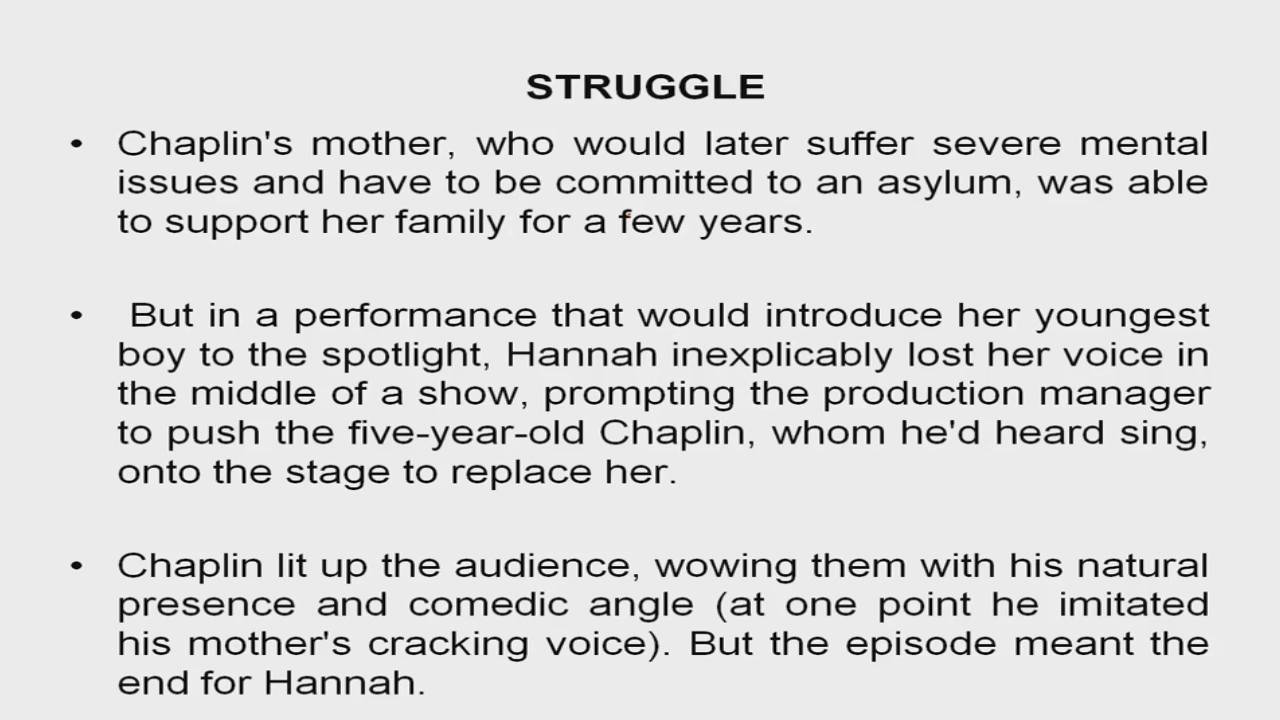 STRUGGLE
• Chaplin's mother, who would later suffer severe mental
issues and have to be committed to an asylum, was able
to support her family for a few years.
• But in a performance that would introduce her youngest
boy to the spotlight, Hannah inexplicably lost her voice in
the middle of a show, prompting the production manager
to push the five-year-old Chaplin, whom he'd heard sing,
onto the stage to replace her.
• Chaplin lit up the audience, wowing them with his natural
presence and comedic angle (at one point he imitated
his mother's cracking voice). But the episode meant the
end for Hannah.